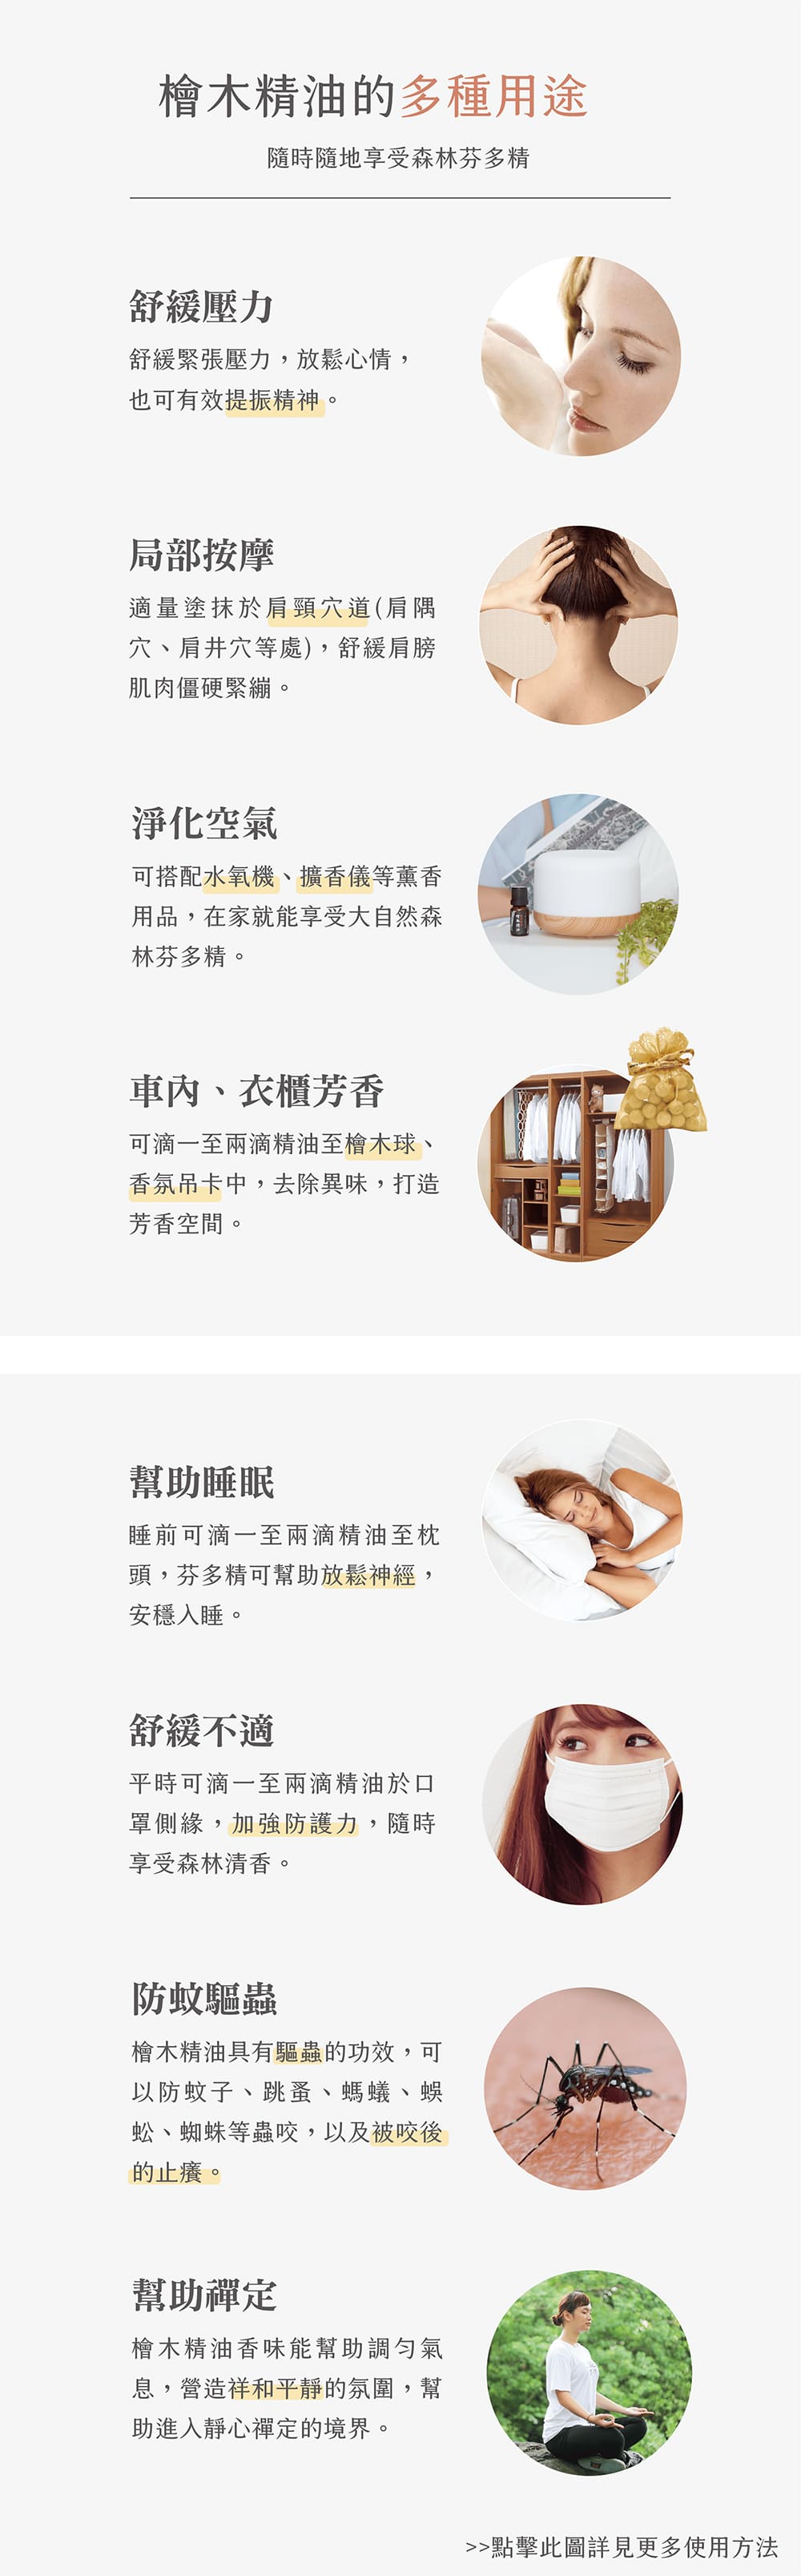 檜木精油的多種用途
隨時隨地享受森林芬多精
舒緩壓力
舒緩緊張壓力，放鬆心情，
也可有效提振精神。
局部按摩
適量塗抹於肩頸穴道(肩隅
穴、肩井穴等處)，舒緩肩膀
肌肉僵硬緊繃。
淨化空氣
可搭配水氧機、擴香儀等薰香
用品，在家就能享受大自然森
林芬多精。
車內、衣櫃芳香
可滴一至兩滴精油至檜木球、
香氛吊卡中，去除異味，打造
芳香空間。
幫助睡眠
睡前可滴一至兩滴精油至枕
頭，芬多精可幫助放鬆神經，
安穩入睡。
舒緩不適
平時可滴一至兩滴精油於口
罩側緣，加強防護力，隨時
享受森林清香。
防蚊驅蟲
檜木精油具有驅蟲的功效，可
以防蚊子、跳蚤、螞蟻、蜈
蚣、蜘蛛等蟲咬，以及被咬後
的止癢。
幫助禪定
檜木精油香味能幫助調勻氣
息，營造祥和平靜的氛圍，幫
助進入靜心禪定的境界。
>>點擊此圖詳見更多使用方法